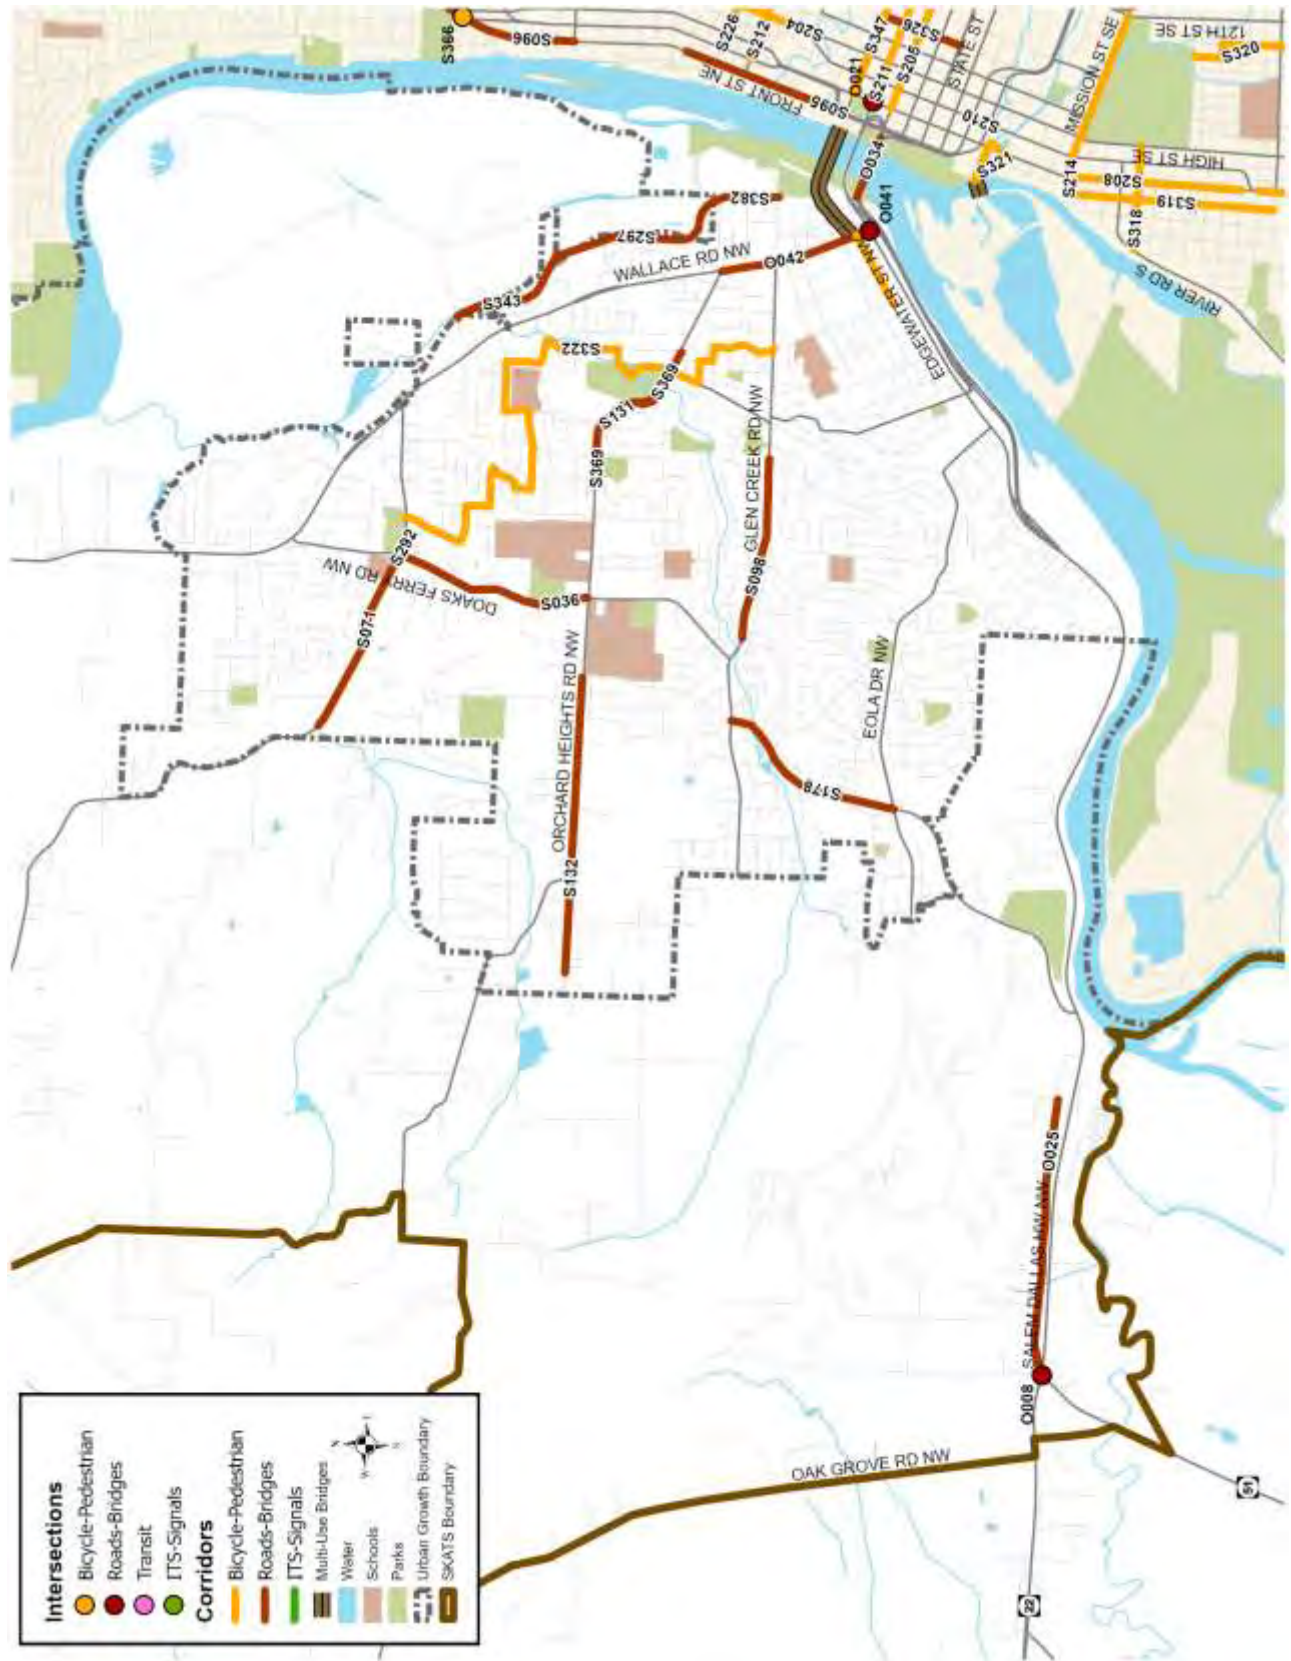 Intersections
Bicycle-Pedestrian
Roads-Bridges
Transit
ITS-Signals
Corridors
Bicycle-Pedestrian
Roads-Bridges
ITS-Signals
Multi-Use Bridges
Water
Schools
Parks
Urban Growth Boundary
SKATS Boundary
N
W
E
S
OAK GROVE RD NW
22
51
O008
SALEM DALLAS NW
O025
S132
ORCHARD HEIGHTS RD NW
S071
S292
DOAKS FERRY RD NW
S036
S178
EOLA DR NW
S098
GLEN CREEK RD NW
S369
S131
S369
S322
S343
S297
S382
WALLACE RD NW
O042
EDGEWATER ST NW
O041
O034
S366
S096
FRONT ST NE
S095
S226
S212
S204
O021
S347
S211
S205
S326
STATE ST
S210
MISSION ST SE
12TH ST SE
S320
S321
S214
HIGH ST SE
S208
S319
S318
RIVER RD S